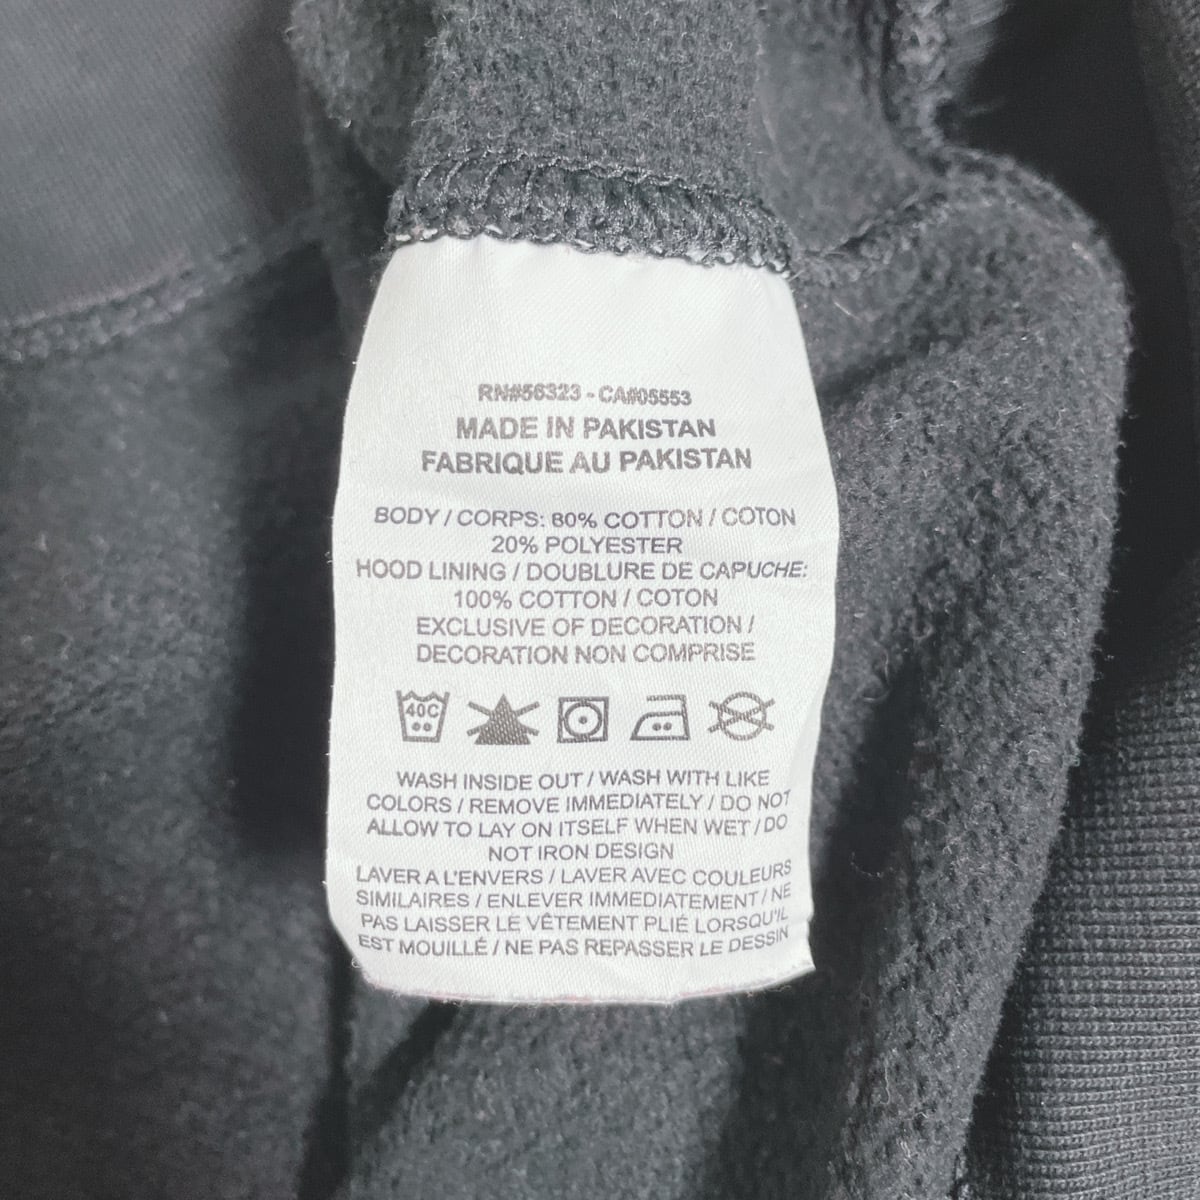 RN#56323 - CA#05553
MADE IN PAKISTAN
FABRIQUE AU PAKISTAN
BODY / CORPS: 80% COTTON / COTON
20% POLYESTER
HOOD LINING / DOUBLURE DE CAPUCHE:
100% COTTON / COTON
EXCLUSIVE OF DECORATION /
DECORATION NON COMPRISE
40C
WASH INSIDE OUT / WASH WITH LIKE
COLORS / REMOVE IMMEDIATELY / DO NOT
ALLOW TO LAY ON ITSELF WHEN WET / DO
NOT IRON DESIGN
LAVER A L'ENVERS / LAVER AVEC COULEURS
SIMILAIRES / ENLEVER IMMEDIATEMENT / NE
PAS LAISSER LE VÊTEMENT PLIÉ LORSQU'IL
EST MOUILLÉ / NE PAS REPASSER LE DESSIN